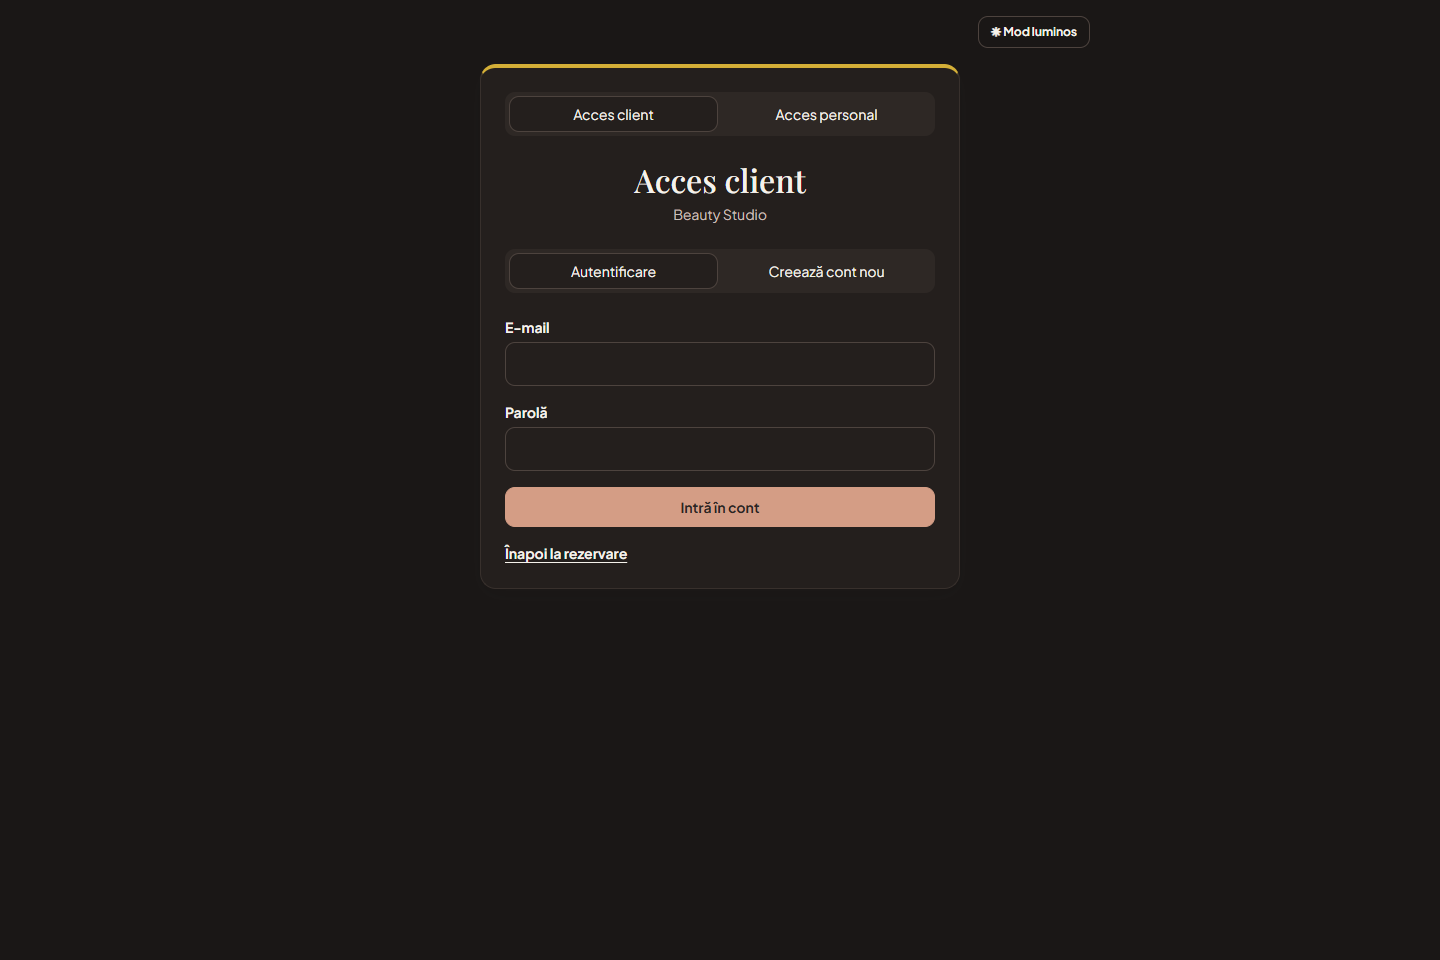 ❋ Mod luminos
Acces client
Acces personal
Acces client
Beauty Studio
Autentificare
Creează cont nou
E-mail
Parolă
Intră în cont
Înapoi la rezervare